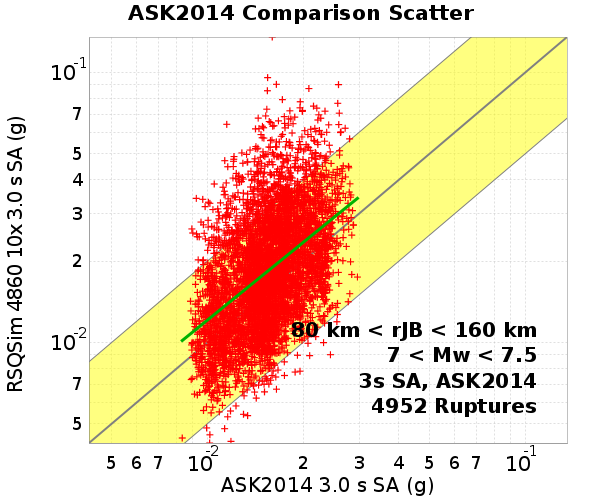 ASK2014 Comparison Scatter
RSQSim 4860 10x 3.0 s SA (g)
10⁻¹
7
5
4
3
2
10⁻²
7
5
80 km < rJB < 160 km
7 < Mw < 7.5
3s SA, ASK2014
4952 Ruptures
5 6 7 10⁻² 2 3 4 5 6 7 10⁻¹
ASK2014 3.0 s SA (g)